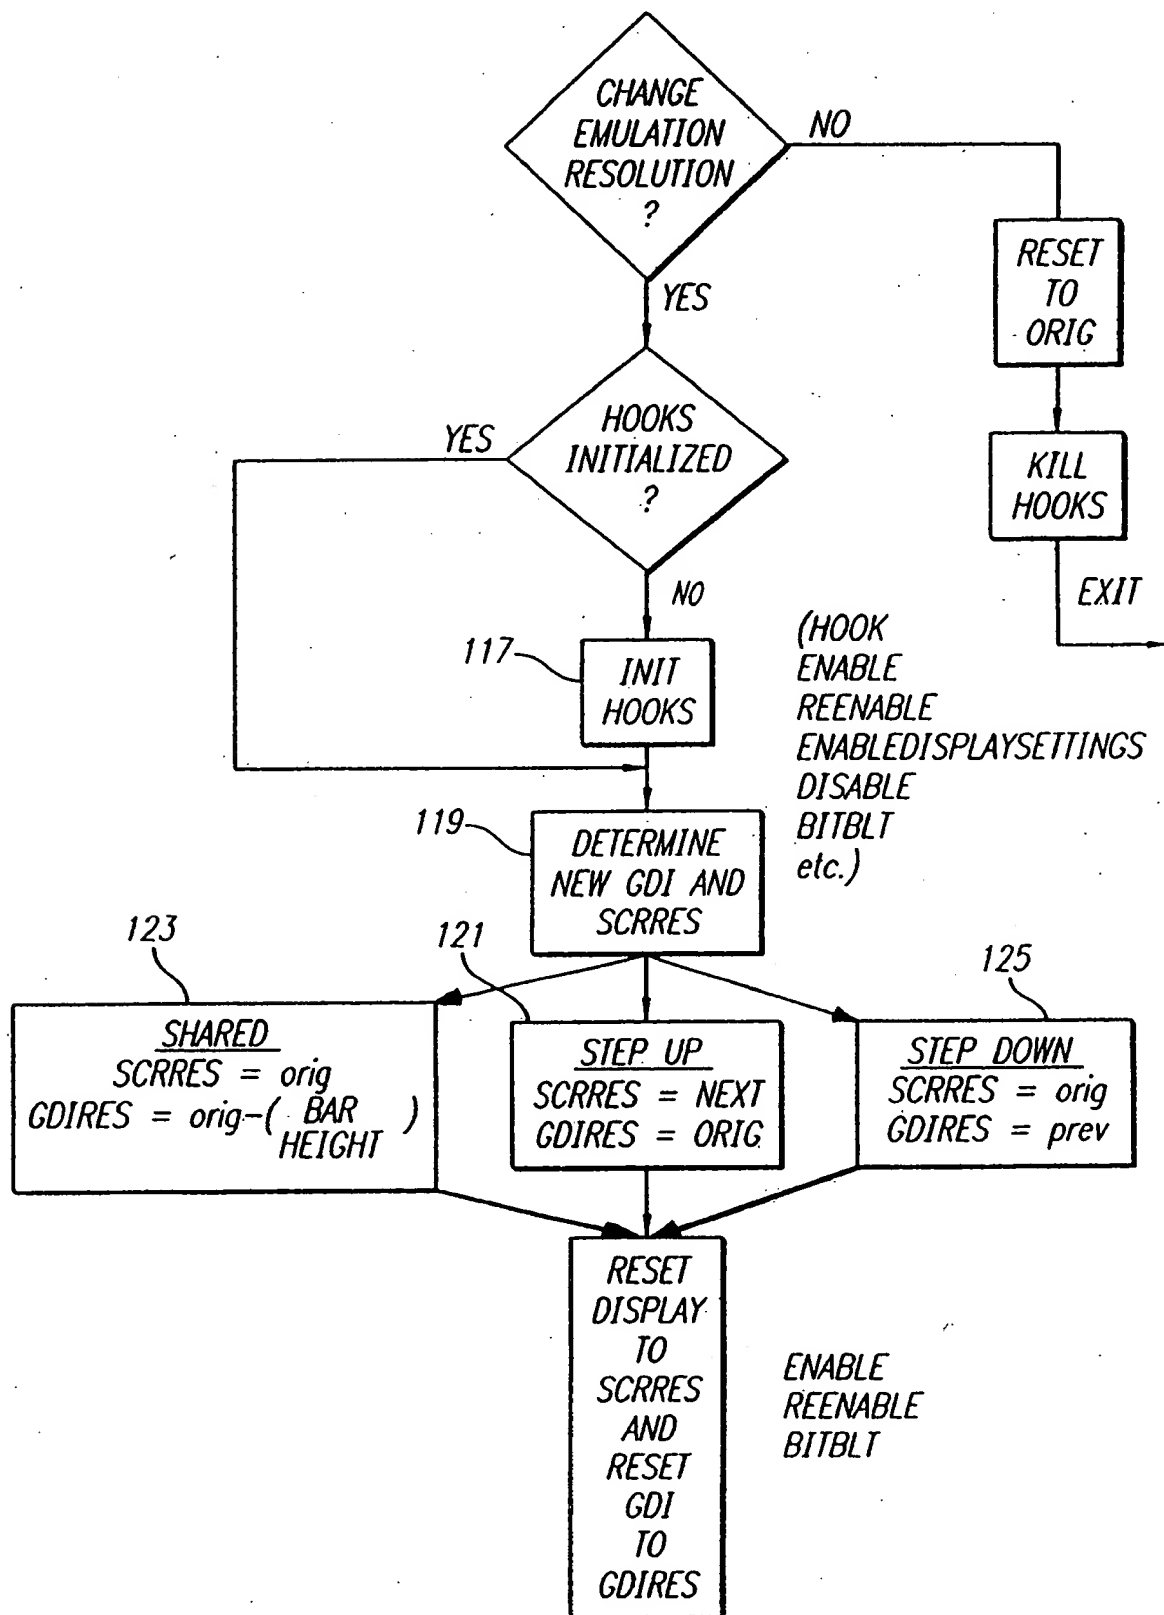 CHANGE
EMULATION
RESOLUTION
?
NO
YES
RESET
TO
ORIG
HOOKS
INITIALIZED
?
YES
KILL
HOOKS
NO
EXIT
117
INIT
HOOKS
(HOOK
ENABLE
REENABLE
ENABLEDISPLAYSETTINGS
DISABLE
BITBLT
etc.)
119
DETERMINE
NEW GDI AND
SCRRES
123
121
125
SHARED
SCRRES = orig
GDIRES = orig-( BAR )
HEIGHT
STEP UP
SCRRES = NEXT
GDIRES = ORIG
STEP DOWN
SCRRES = orig
GDIRES = prev
RESET
DISPLAY
TO
SCRRES
AND
RESET
GDI
TO
GDIRES
ENABLE
REENABLE
BITBLT